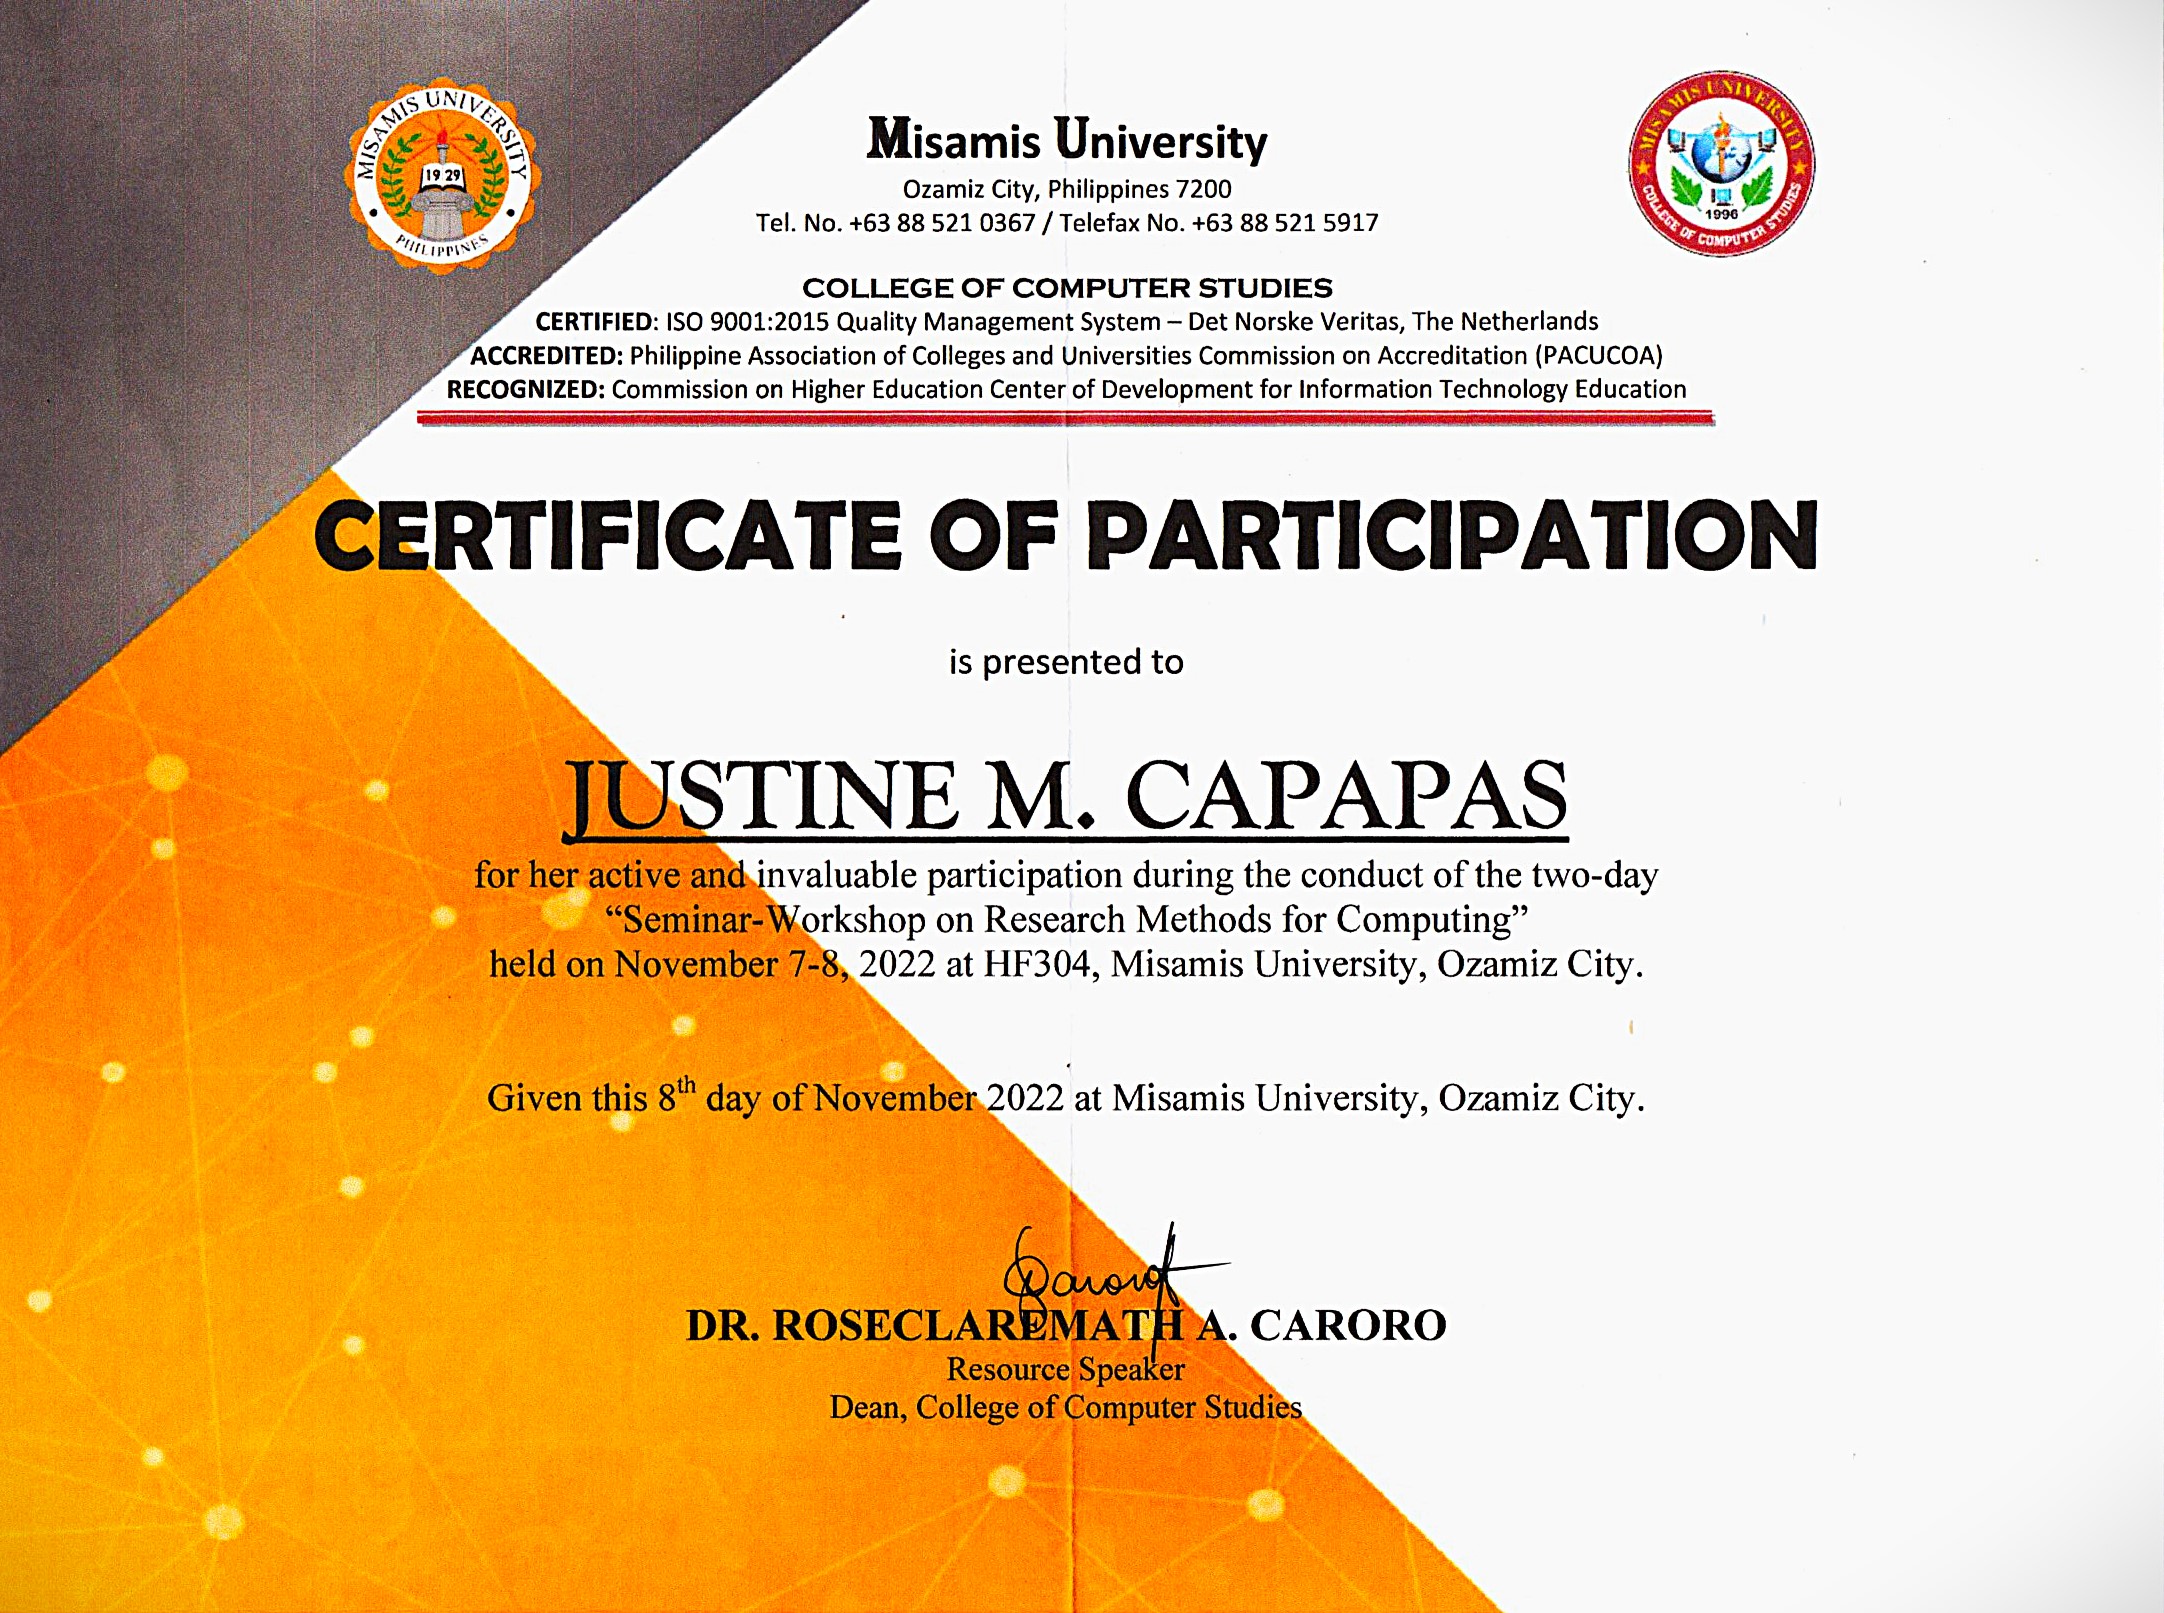 MISAMIS UNIVERSITY
19 29
PHILIPPINES
Misamis University
Ozamiz City, Philippines 7200
Tel. No. +63 88 521 0367 / Telefax No. +63 88 521 5917
MISAMIS UNIVERSITY
1996
COLLEGE OF COMPUTER STUDIES
COLLEGE OF COMPUTER STUDIES
CERTIFIED: ISO 9001:2015 Quality Management System – Det Norske Veritas, The Netherlands
ACCREDITED: Philippine Association of Colleges and Universities Commission on Accreditation (PACUCOA)
RECOGNIZED: Commission on Higher Education Center of Development for Information Technology Education
CERTIFICATE OF PARTICIPATION
is presented to
JUSTINE M. CAPAPAS
for her active and invaluable participation during the conduct of the two-day
“Seminar-Workshop on Research Methods for Computing”
held on November 7-8, 2022 at HF304, Misamis University, Ozamiz City.
Given this 8th day of November 2022 at Misamis University, Ozamiz City.
DR. ROSECLAREMATH A. CARORO
Resource Speaker
Dean, College of Computer Studies